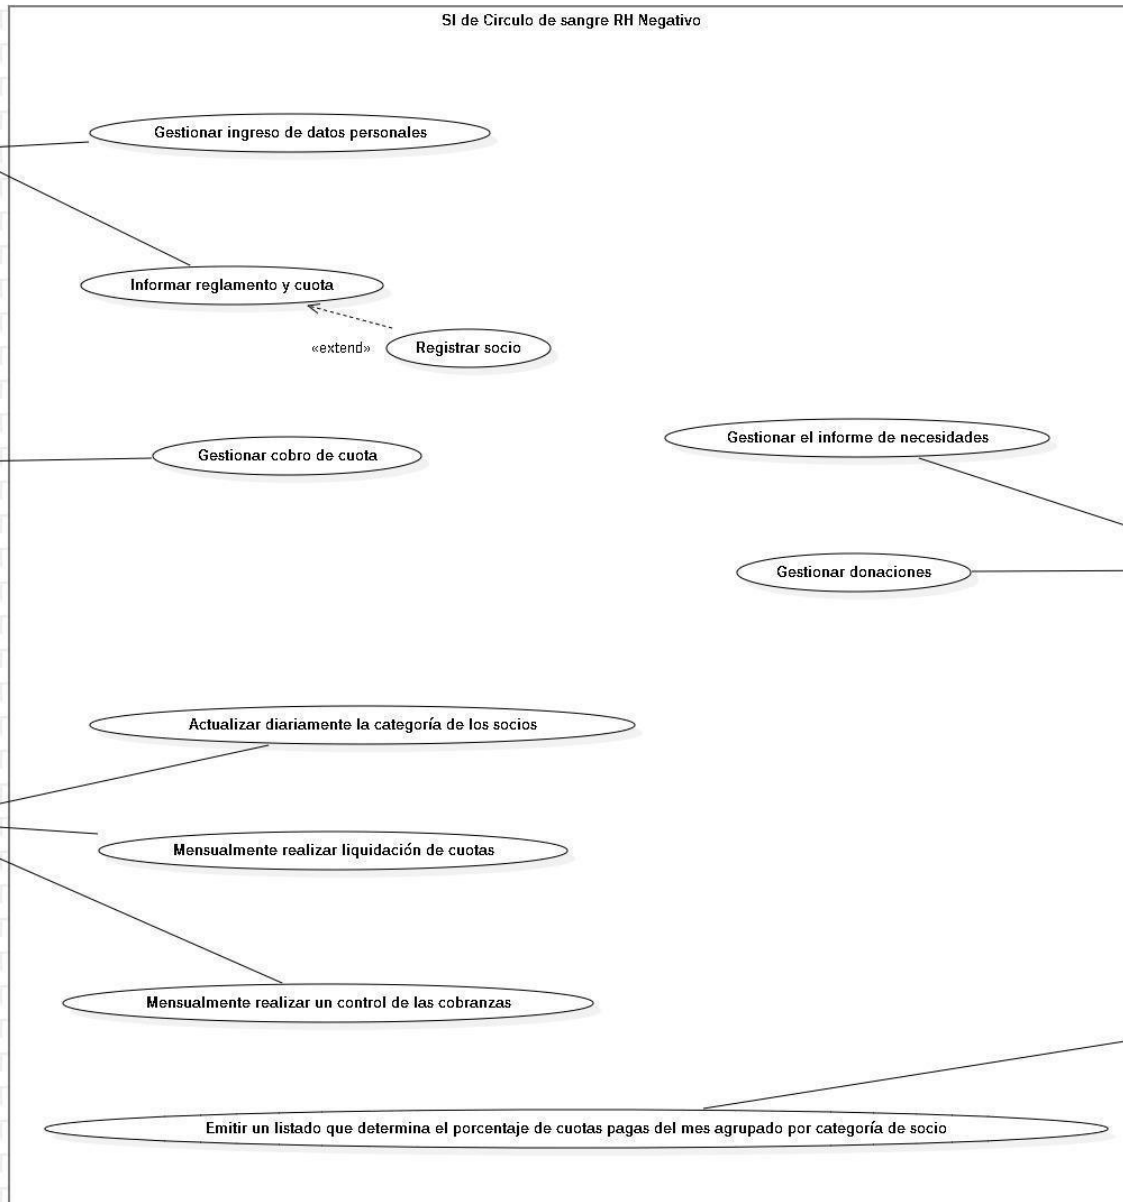 SI de Circulo de sangre RH Negativo
Gestionar ingreso de datos personales
Informar reglamento y cuota
«extend»
Registrar socio
Gestionar cobro de cuota
Gestionar el informe de necesidades
Gestionar donaciones
Actualizar diariamente la categoría de los socios
Mensualmente realizar liquidación de cuotas
Mensualmente realizar un control de las cobranzas
Emitir un listado que determina el porcentaje de cuotas pagas del mes agrupado por categoría de socio